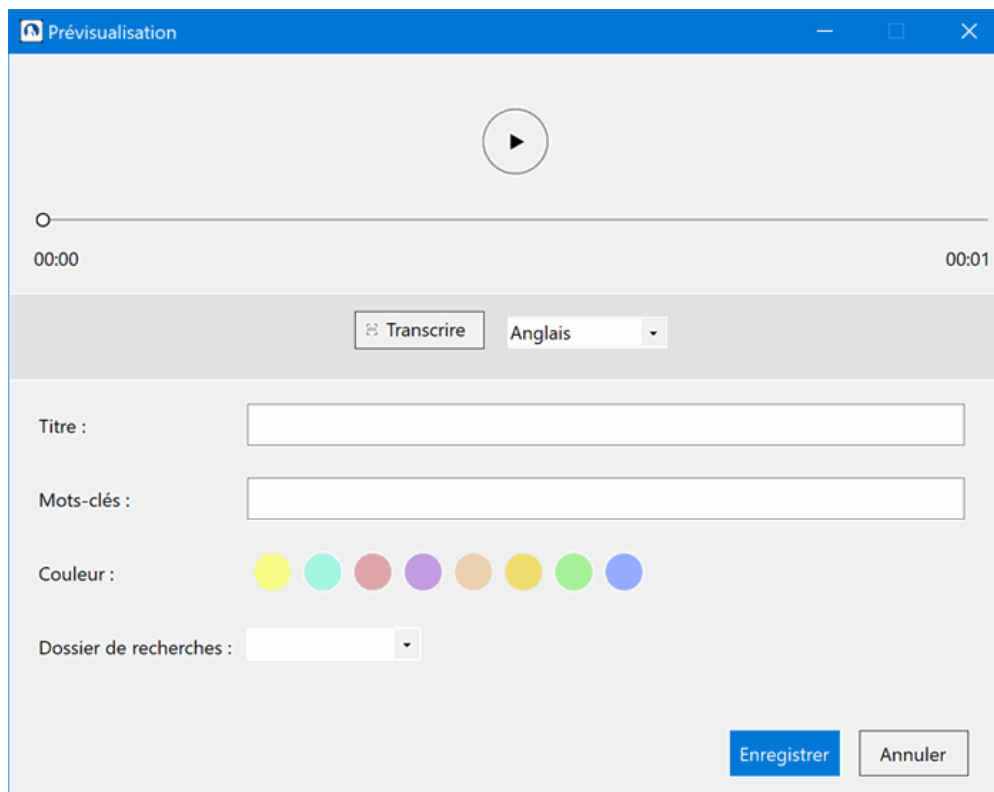 Prévisualisation
00:00 00:01
Transcrire Anglais
Titre :
Mots-clés :
Couleur :
Dossier de recherches :
Enregistrer Annuler